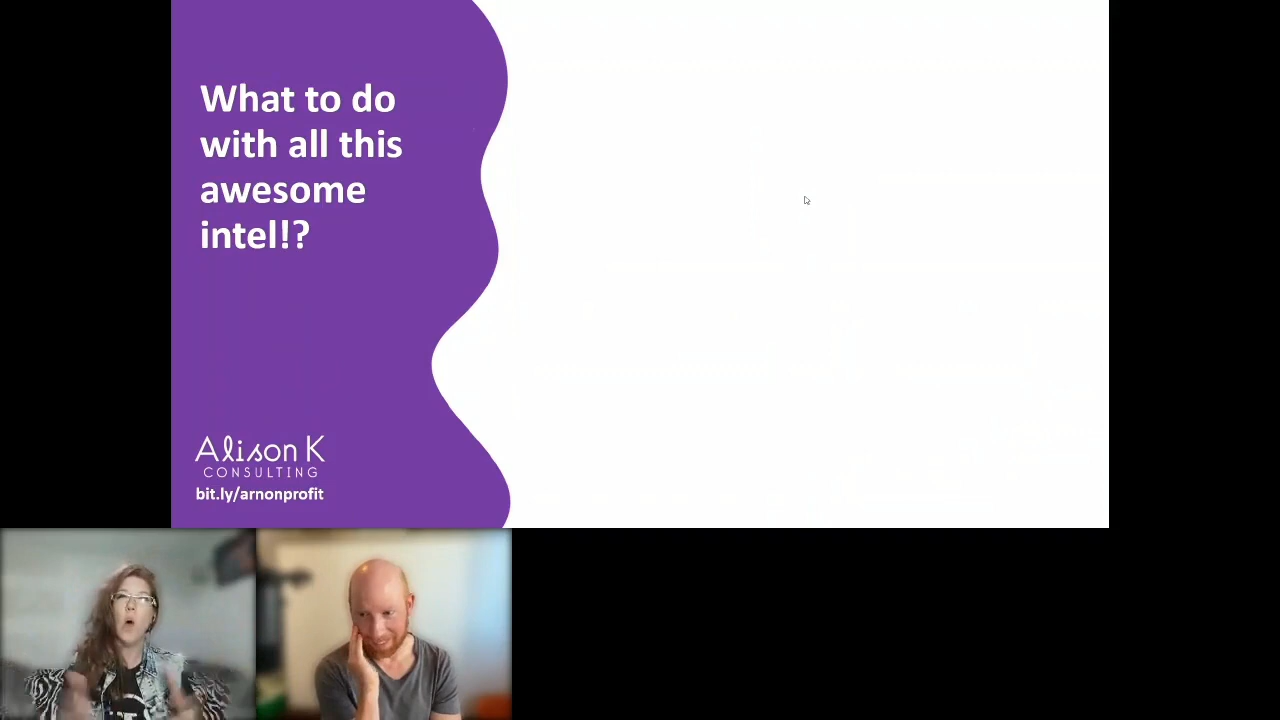 What to do
with all this
awesome
intel!?
Alison K
CONSULTING
bit.ly/arnonprofit